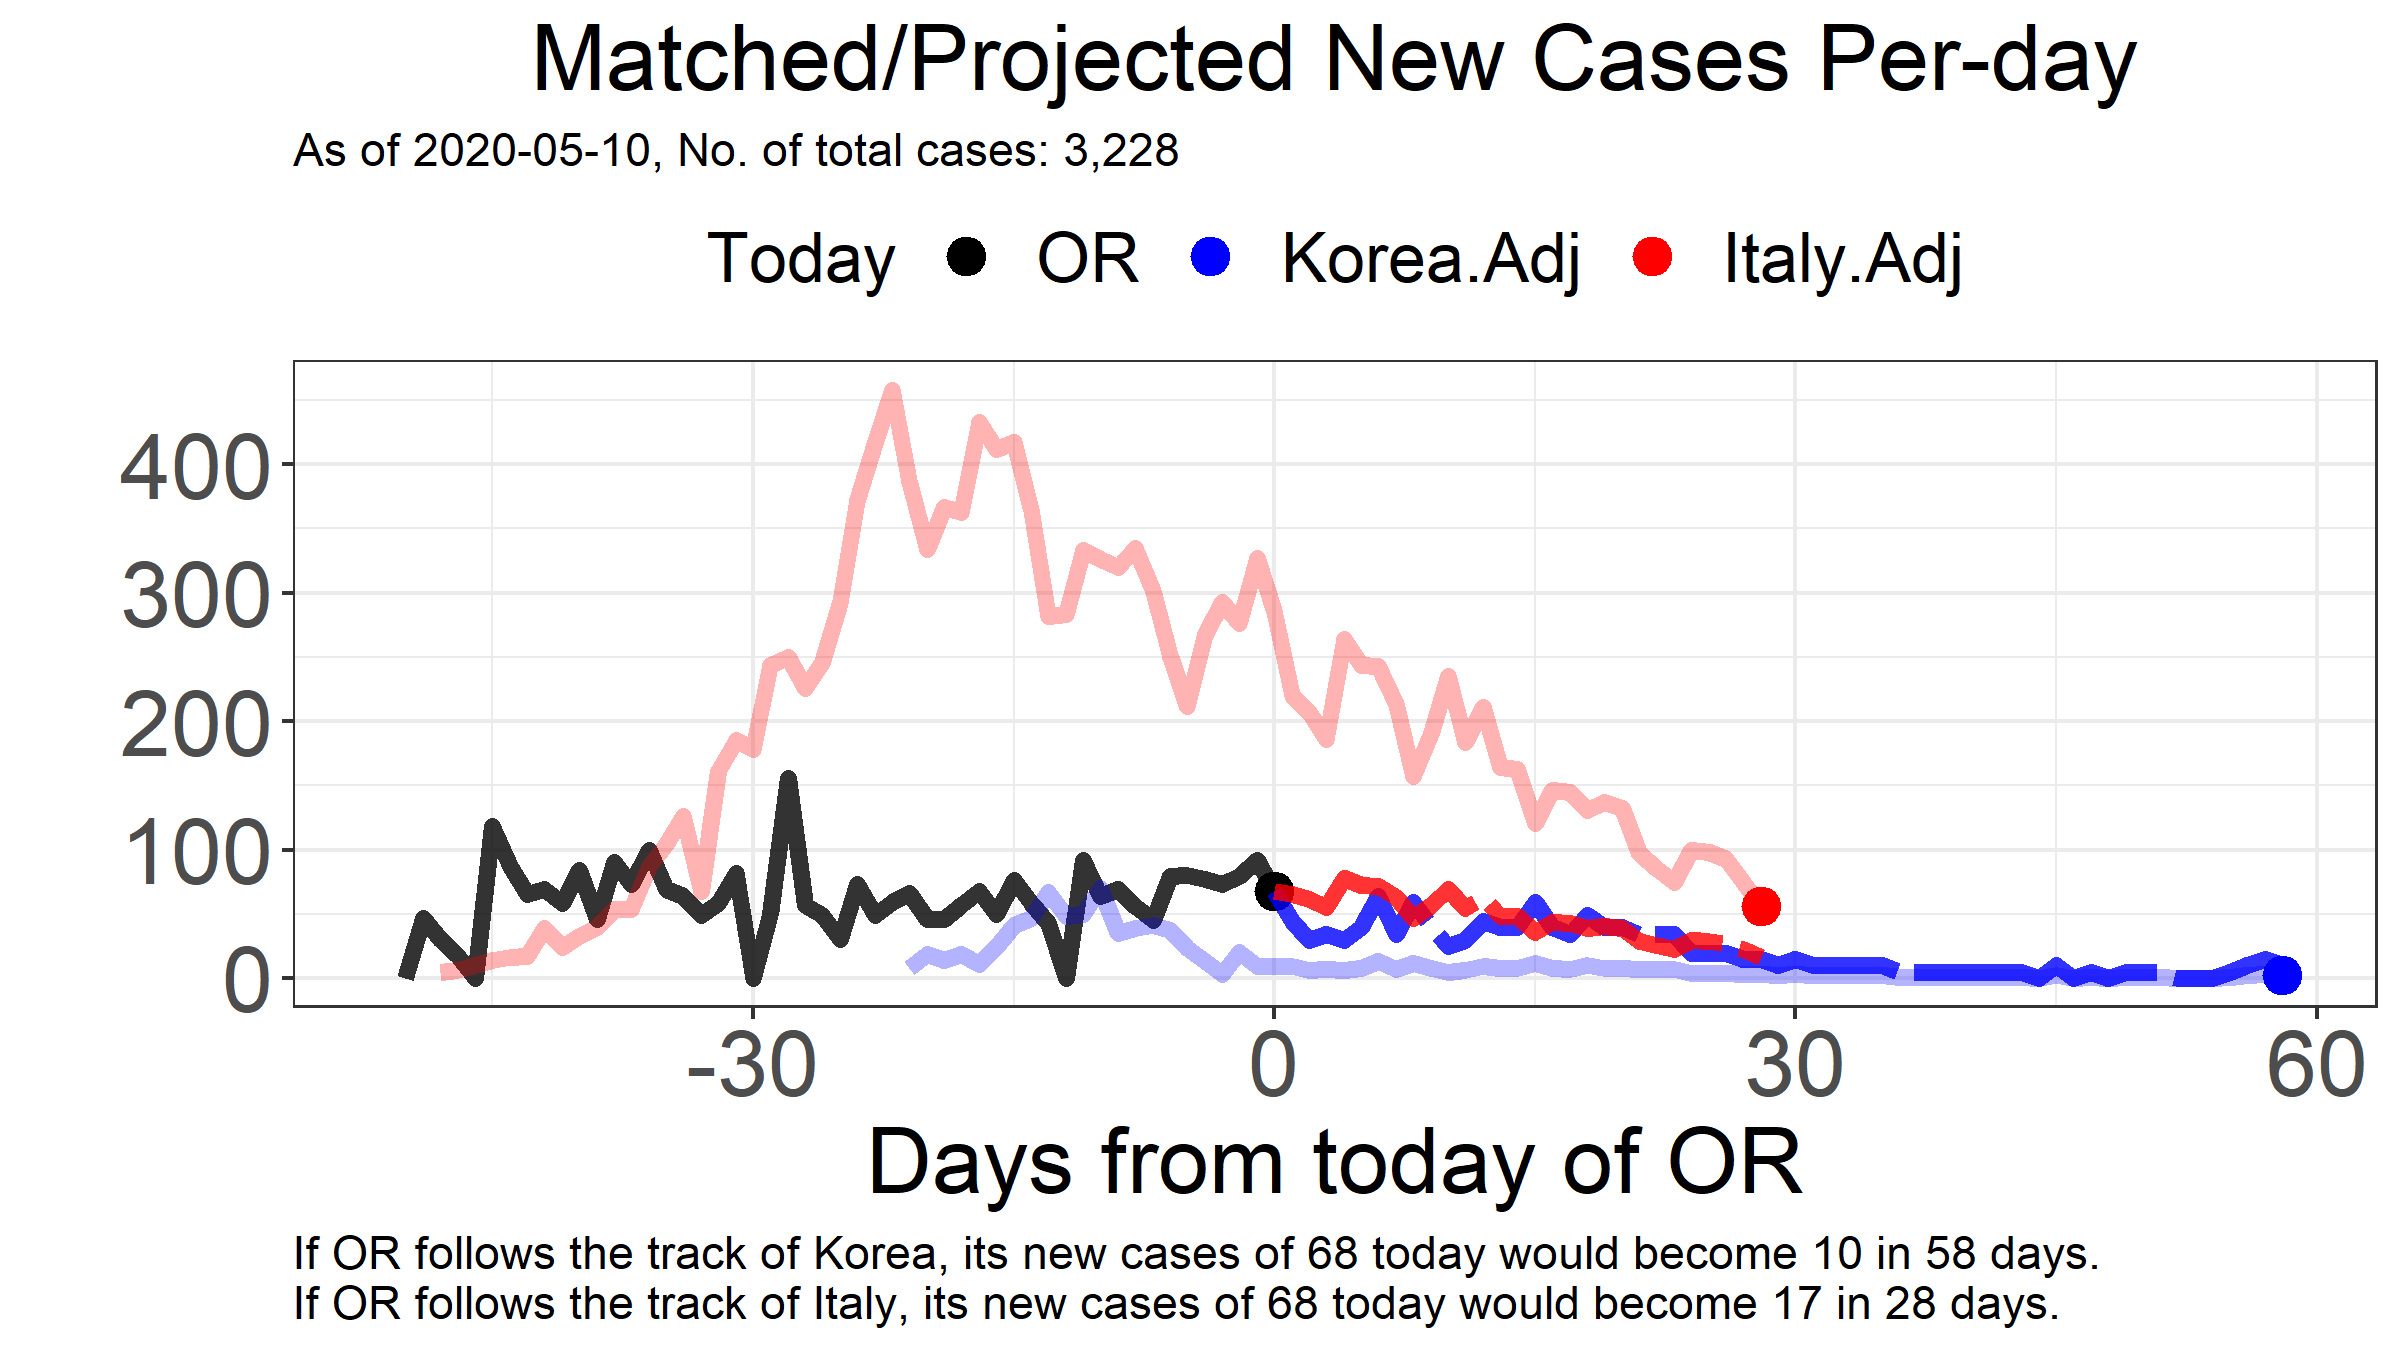 Matched/Projected New Cases Per-day
As of 2020-05-10, No. of total cases: 3,228
Today OR Korea.Adj Italy.Adj
400
300
200
100
0
-30 0 30 60
Days from today of OR
If OR follows the track of Korea, its new cases of 68 today would become 10 in 58 days.
If OR follows the track of Italy, its new cases of 68 today would become 17 in 28 days.